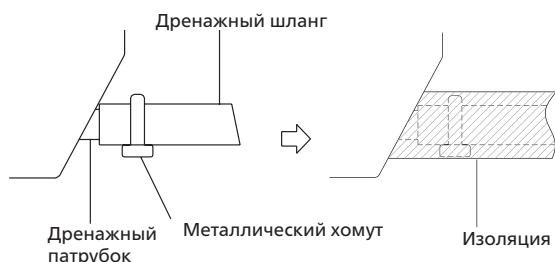 Дренажный шланг
Металлический хомут
Дренажный
патрубок
Изоляция